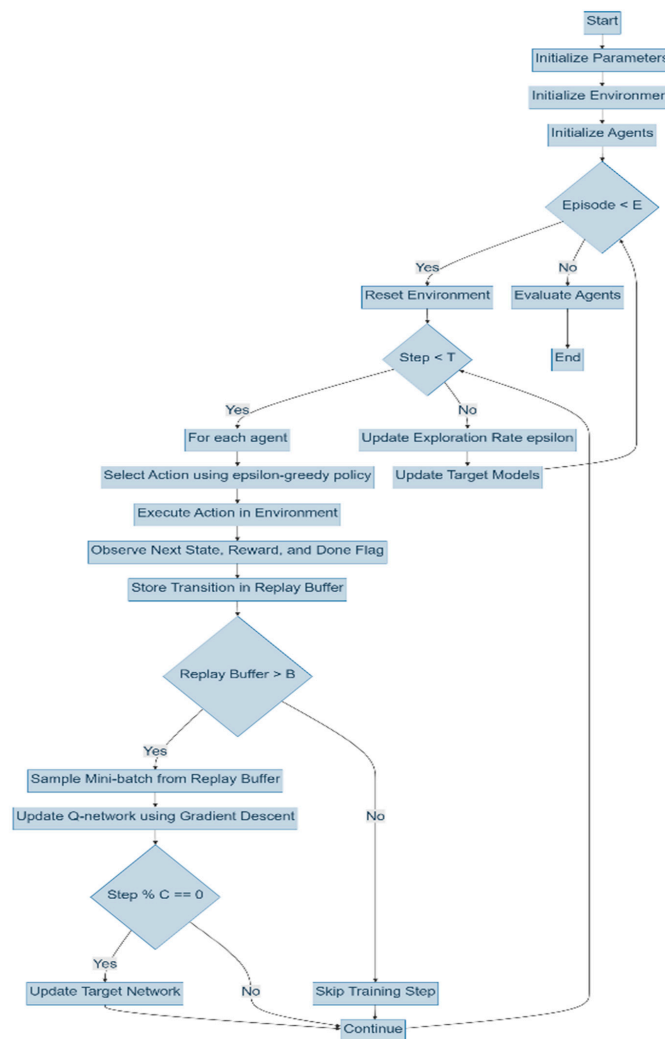 Start
Initialize Parameters
Initialize Environmen
Initialize Agents
Episode < E
Yes
No
Reset Environment
Evaluate Agents
Step < T
End
Yes
No
For each agent
Update Exploration Rate epsilon
Select Action using epsilon-greedy policy
Update Target Models
Execute Action in Environment
Observe Next State, Reward, and Done Flag
Store Transition in Replay Buffer
Replay Buffer > B
Yes
Sample Mini-batch from Replay Buffer
Update Q-network using Gradient Descent
No
Step % C == 0
Yes
No
Update Target Network
Skip Training Step
Continue